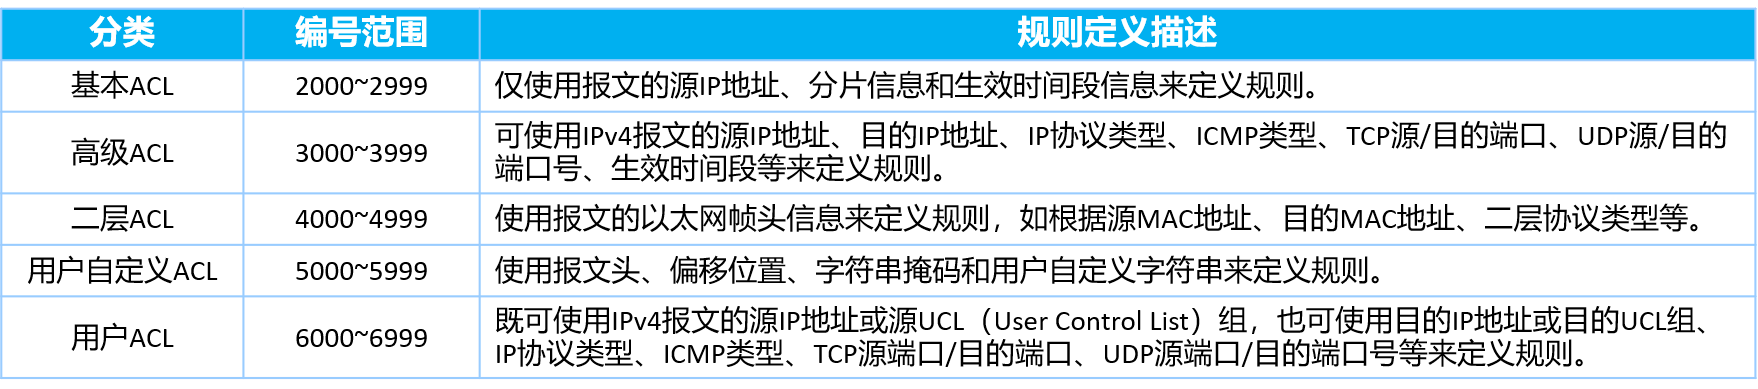 分类 编号范围 规则定义描述
基本ACL 2000~2999 仅使用报文的源IP地址、分片信息和生效时间段信息来定义规则。
高级ACL 3000~3999 可使用IPv4报文的源IP地址、目的IP地址、IP协议类型、ICMP类型、TCP源/目的端口、UDP源/目的
端口号、生效时间段等来定义规则。
二层ACL 4000~4999 使用报文的以太网帧头信息来定义规则，如根据源MAC地址、目的MAC地址、二层协议类型等。
用户自定义ACL 5000~5999 使用报文头、偏移位置、字符串掩码和用户自定义字符串来定义规则。
用户ACL 6000~6999 既可使用IPv4报文的源IP地址或源UCL（User Control List）组，也可使用目的IP地址或目的UCL组、
IP协议类型、ICMP类型、TCP源端口/目的端口、UDP源端口/目的端口号等来定义规则。